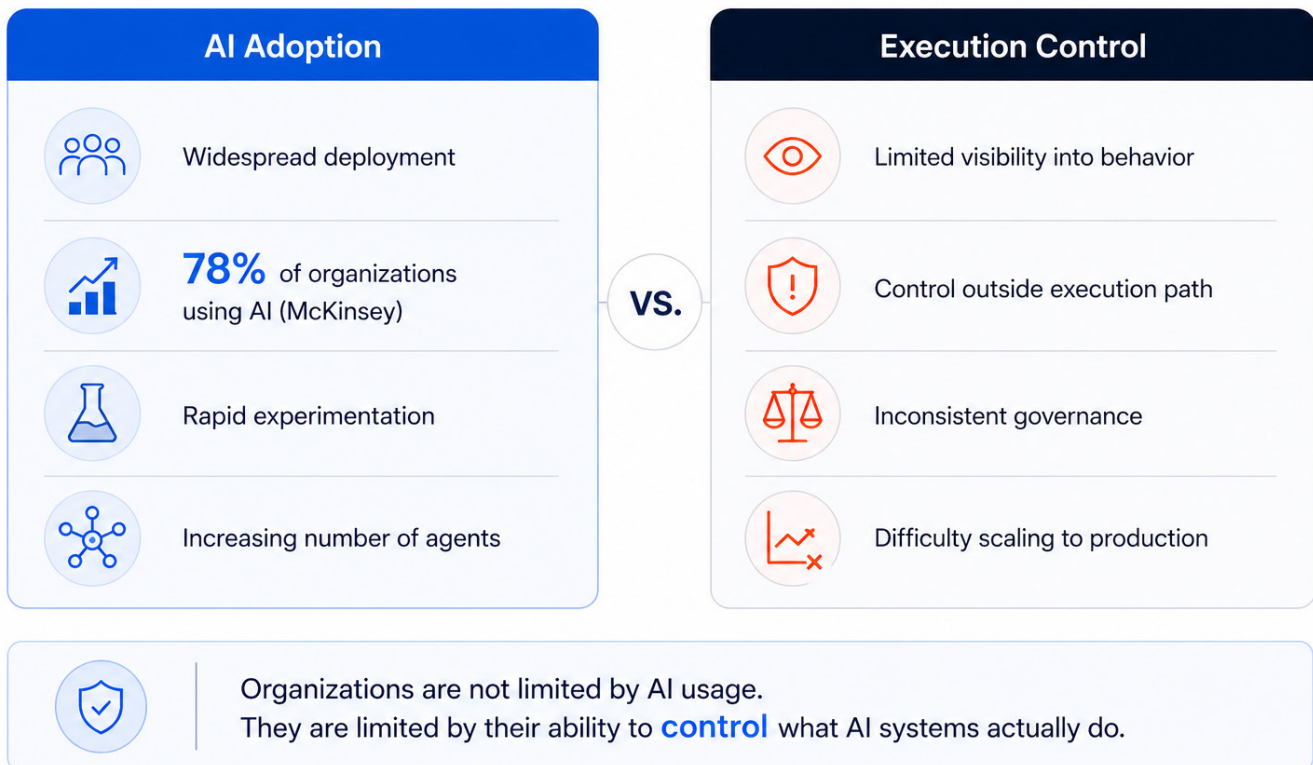 AI Adoption
Widespread deployment
78% of organizations
using AI (McKinsey)
Rapid experimentation
Increasing number of agents
VS.
Execution Control
Limited visibility into behavior
Control outside execution path
Inconsistent governance
Difficulty scaling to production
Organizations are not limited by AI usage.
They are limited by their ability to control what AI systems actually do.